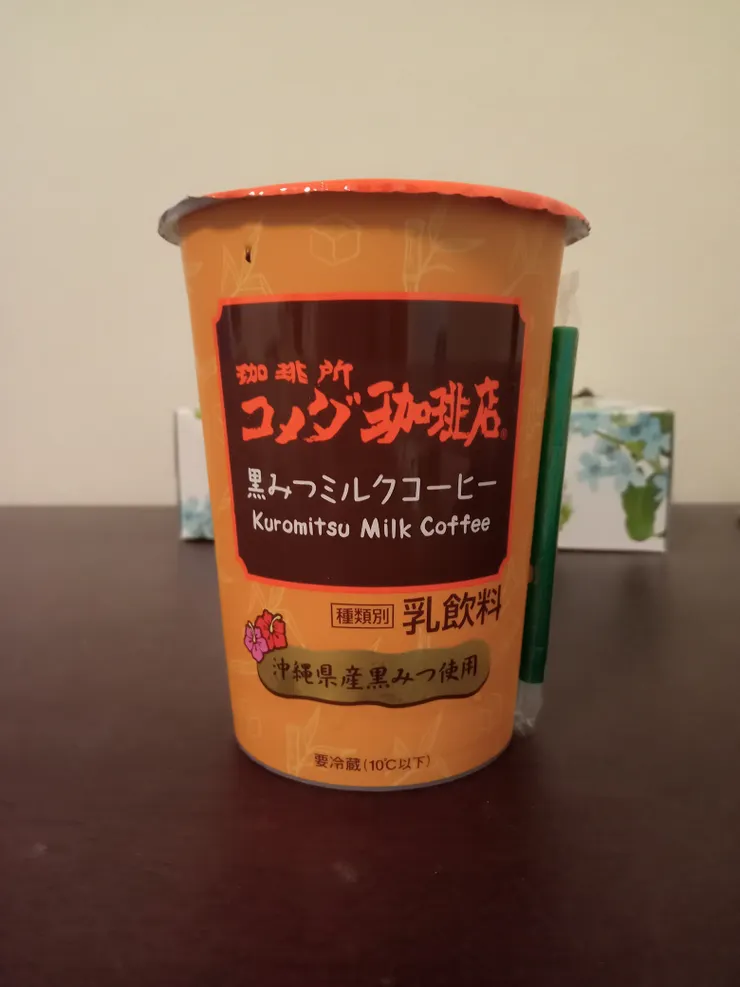 珈琲所
コメダ珈琲店®
黒みつミルクコーヒー
Kuromitsu Milk Coffee
種類別 乳飲料
沖縄県産黒みつ使用
要冷蔵(10℃以下)